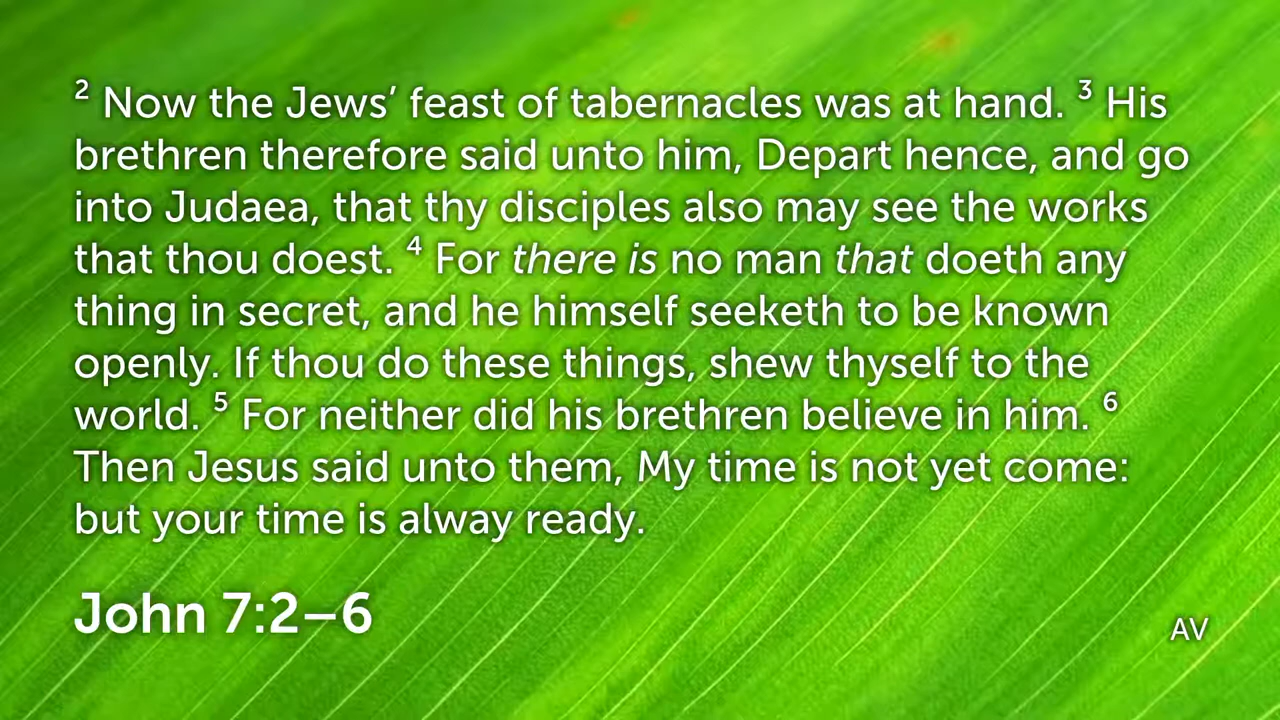 ² Now the Jews’ feast of tabernacles was at hand. ³ His
brethren therefore said unto him, Depart hence, and go
into Judaea, that thy disciples also may see the works
that thou doest. ⁴ For there is no man that doeth any
thing in secret, and he himself seeketh to be known
openly. If thou do these things, shew thyself to the
world. ⁵ For neither did his brethren believe in him. ⁶
Then Jesus said unto them, My time is not yet come:
but your time is alway ready.
John 7:2–6
AV